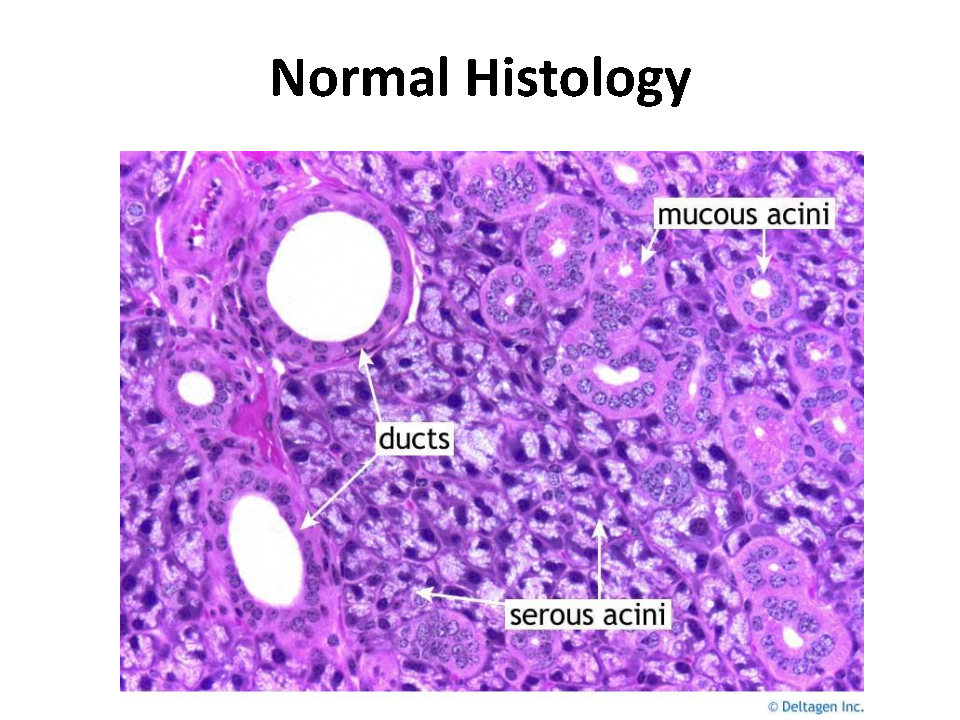 Normal Histology
mucous acini
ducts
serous acini
© Deltagen Inc.